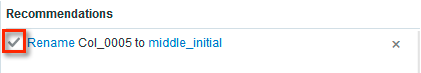 Recommendations
Rename Col_0005 to middle_initial